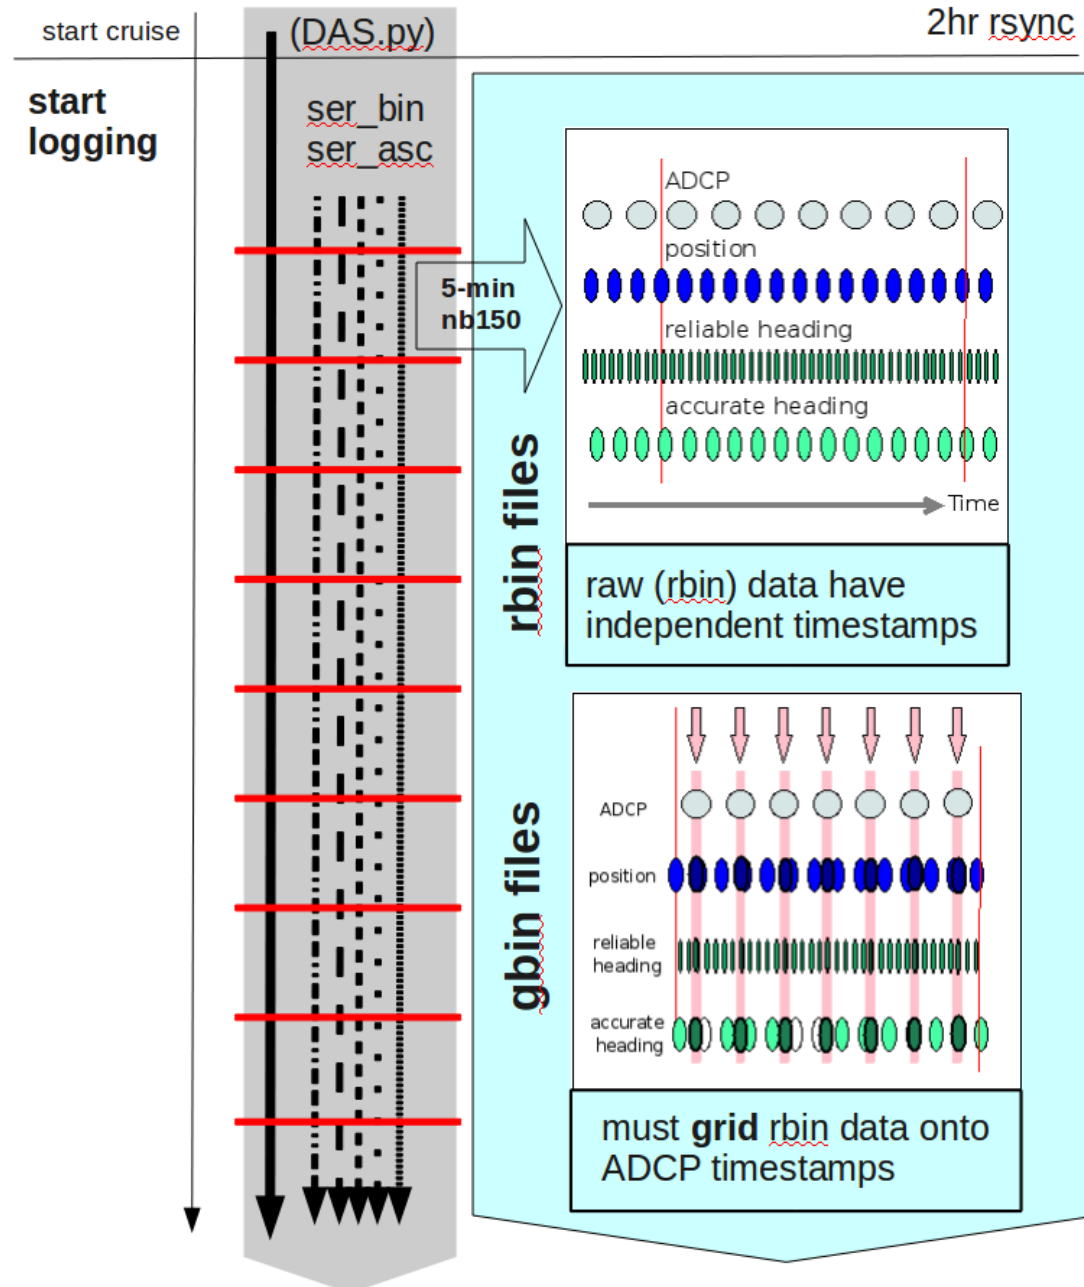 start cruise
(DAS.py)
2hr rsync
start
logging
ser_bin
ser_asc
5-min
nb150
rbin files
ADCP
position
reliable heading
accurate heading
Time
raw (rbin) data have
independent timestamps
gbin files
ADCP
position
reliable
heading
accurate
heading
must grid rbin data onto
ADCP timestamps